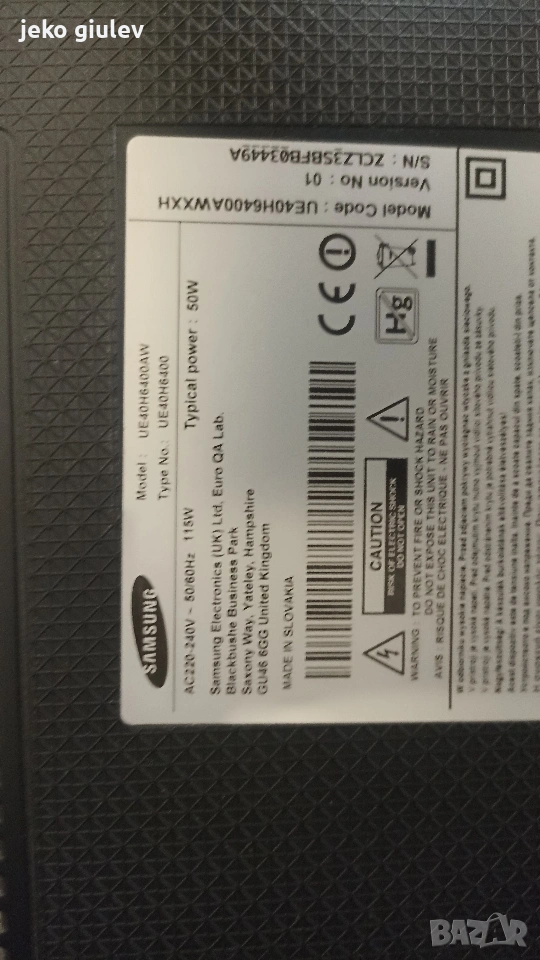 jeko giulev
SAMSUNG
Model : UE40H6400AW
Type No.: UE40H6400
AC220-240V~ 50/60Hz 115W
Typical power : 50W
Samsung Electronics (UK) Ltd, Euro QA Lab.
Blackbushe Business Park
Saxony Way, Yateley, Hampshire
GU46 6GG United Kingdom
MADE IN SLOVAKIA
Model Code : UE40H6400AWXXH
Version No : 01
S/N : ZCLZ3SBFB03449A
CE
Hg
CAUTION
RISK OF ELECTRIC SHOCK
DO NOT OPEN
WARNING : TO PREVENT FIRE OR SHOCK HAZARD
DO NOT EXPOSE THIS UNIT TO RAIN OR MOISTURE
AVIS : RISQUE DE CHOC ELECTRIQUE : NE PAS OUVRIR
BAZAR